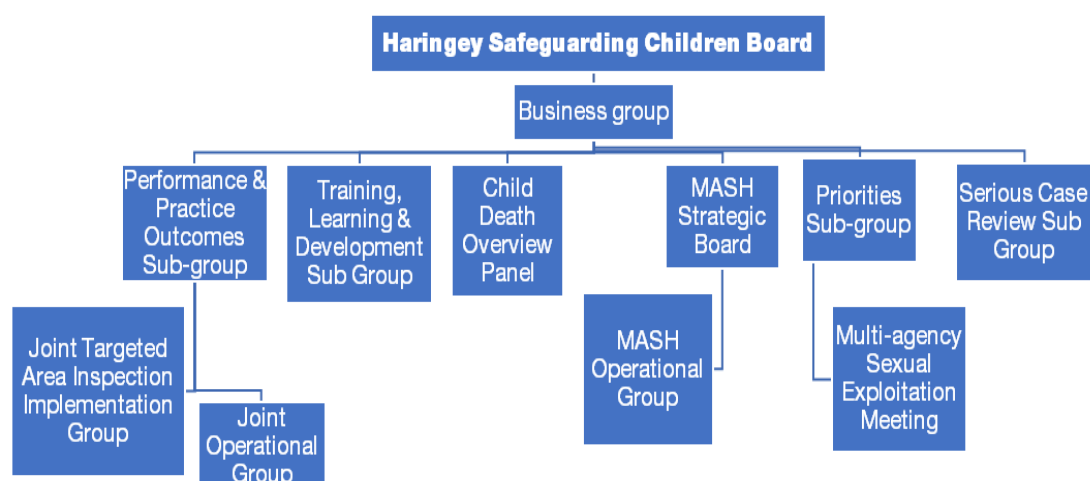 Haringey Safeguarding Children Board
Business group
Performance &
Practice
Outcomes
Sub-group
Training,
Learning &
Development
Sub Group
Child
Death
Overview
Panel
MASH
Strategic
Board
Priorities
Sub-group
Serious Case
Review Sub
Group
Joint Targeted
Area Inspection
Implementation
Group
Joint
Operational
Group
MASH
Operational
Group
Multi-agency
Sexual
Exploitation
Meeting